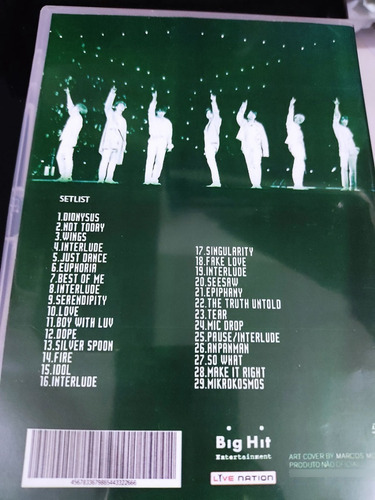 SETLIST
1.DIONYSUS
2.NOT TODAY
3.WINGS
4.INTERLUDE
5.JUST DANCE
6.EUPHORIA
7.BEST OF ME
8.INTERLUDE
9.SERENDIPITY
10.LOVE
11.BOY WITH LUV
12.DOPE
13.SILVER SPOON
14.FIRE
15.IDOL
16.INTERLUDE
17.SINGULARITY
18.FAKE LOVE
19.INTERLUDE
20.SEESAW
21.EPIPHANY
22.THE TRUTH UNTOLD
23.TEAR
24.MIC DROP
25.PAUSE/INTERLUDE
26.ANPANMAN
27.SO WHAT
28.MAKE IT RIGHT
29.MIKROKOSMOS
Big Hit
Entertainment
LIVE NATION
ART COVER BY MARCOS
PRODUTO NÃO